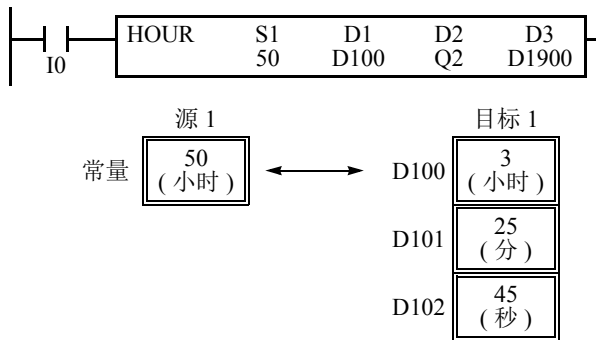 HOUR S1 D1 D2 D3
I0 50 D100 Q2 D1900
源 1 目标 1
常量 50 D100 3
( 小时 ) ( 小时 )
D101 25
( 分 )
D102 45
( 秒 )